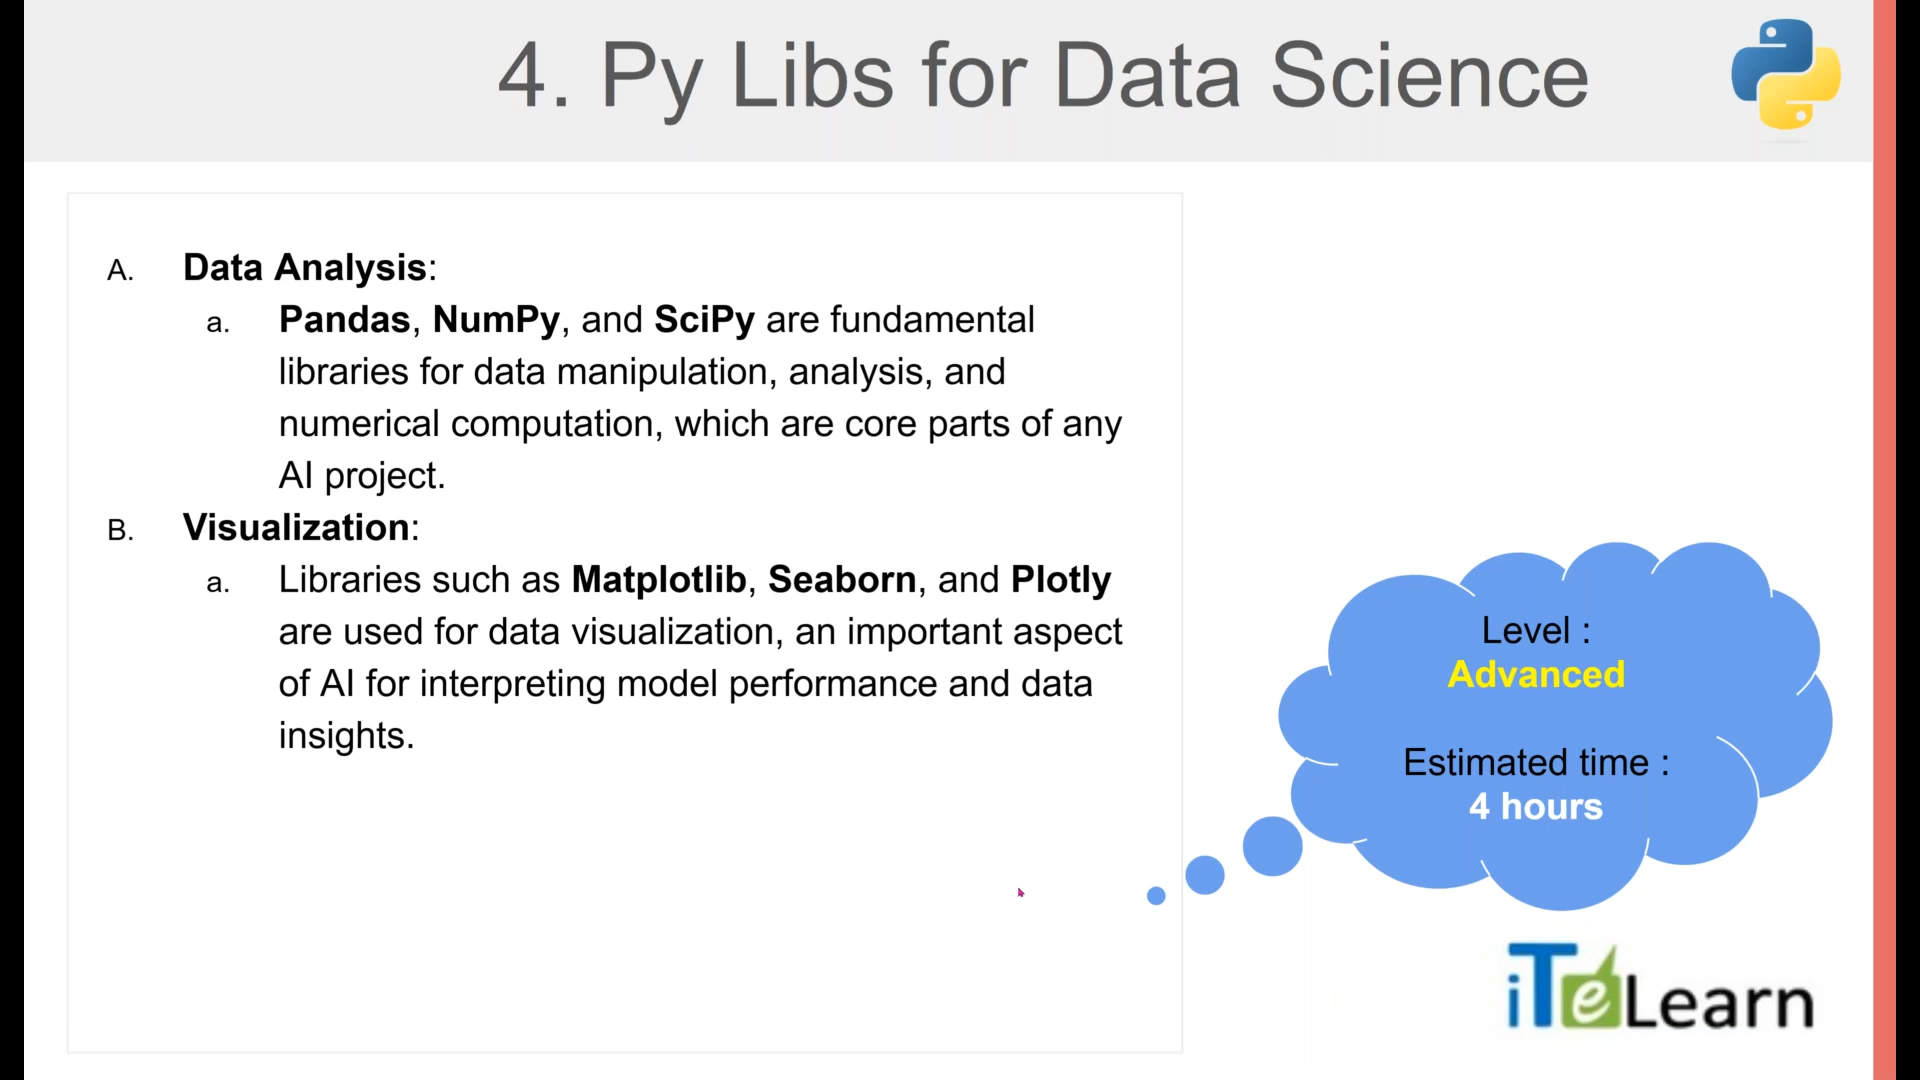 4. Py Libs for Data Science
A. Data Analysis:
a. Pandas, NumPy, and SciPy are fundamental
libraries for data manipulation, analysis, and
numerical computation, which are core parts of any
AI project.
B. Visualization:
a. Libraries such as Matplotlib, Seaborn, and Plotly
are used for data visualization, an important aspect
of AI for interpreting model performance and data
insights.
Level :
Advanced
Estimated time :
4 hours
iTeLearn